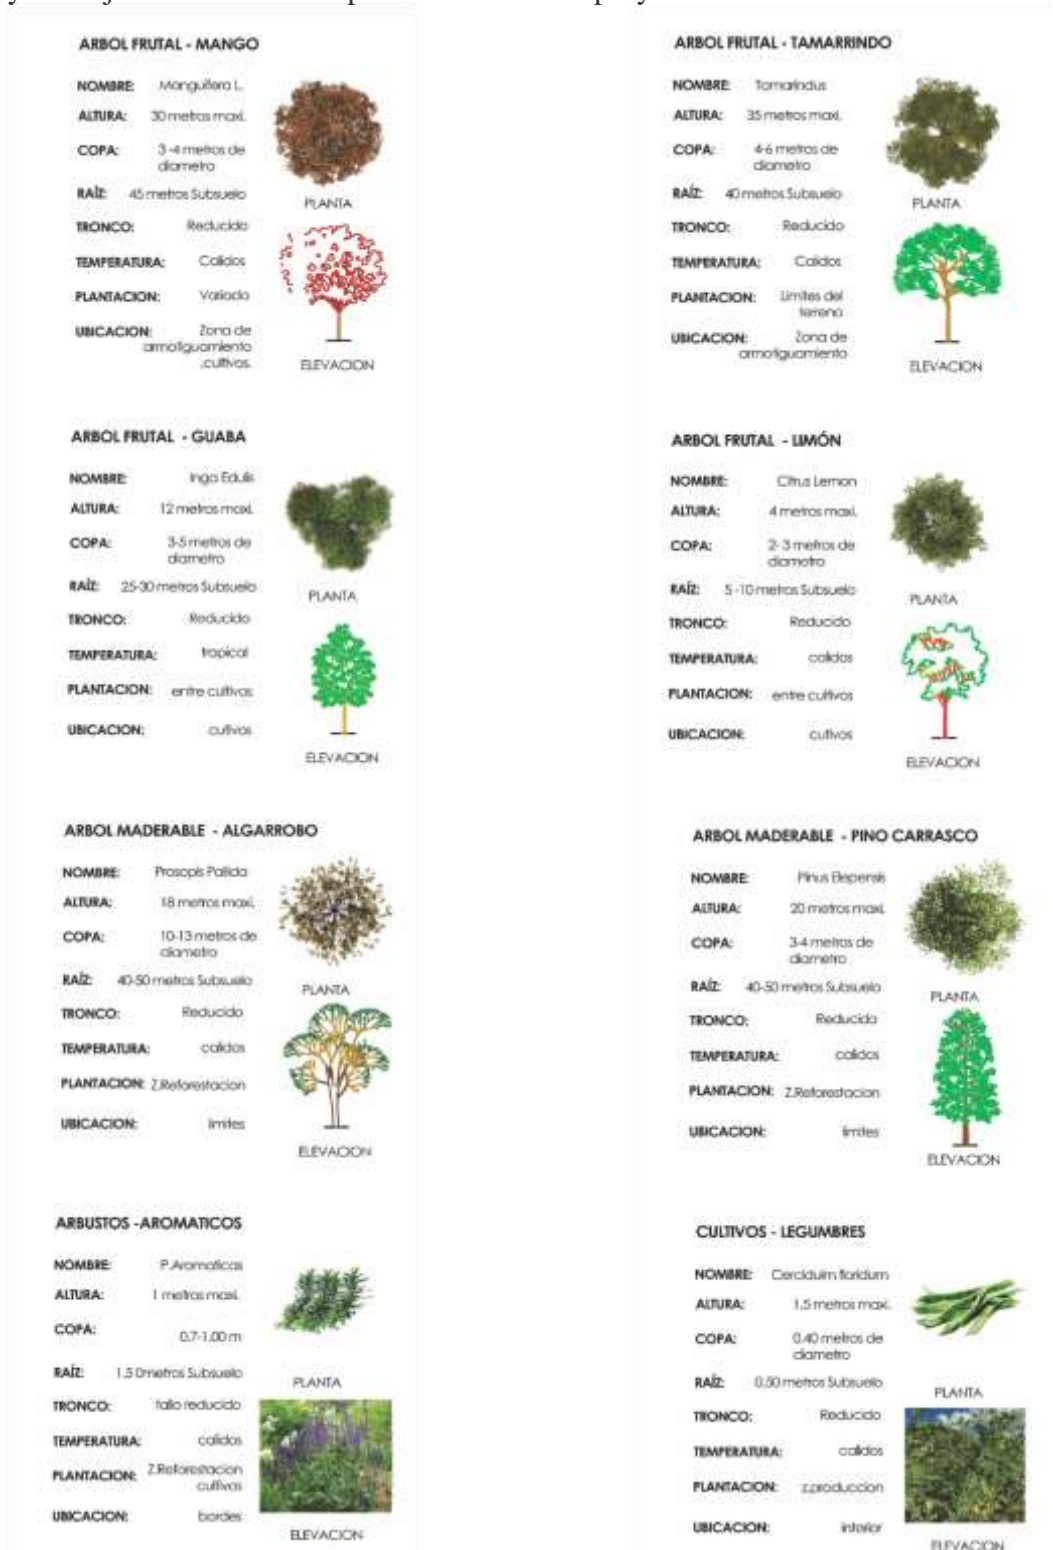 ARBOL FRUTAL - MANGO
NOMBRE: Manguifera L.
ALTURA: 30 metros maxi.
COPA: 3 -4 metros de
diametro
RAÍZ: 45 metros Subsuelo
TRONCO: Reducido
TEMPERATURA: Calidos
PLANTACION: Variado
UBICACION: Zona de
armotiguamiento
,cultivos.
PLANTA
ELEVACION
ARBOL FRUTAL - TAMARRINDO
NOMBRE: Tamarindus
ALTURA: 35 metros maxi.
COPA: 4-6 metros de
diametro
RAÍZ: 40 metros Subsuelo
TRONCO: Reducido
TEMPERATURA: Calidos
PLANTACION: Limites del
terreno
UBICACION: Zona de
armotiguamiento
PLANTA
ELEVACION
ARBOL FRUTAL - GUABA
NOMBRE: Inga Edulis
ALTURA: 12 metros maxi.
COPA: 3-5 metros de
diametro
RAÍZ: 25-30 metros Subsuelo
TRONCO: Reducido
TEMPERATURA: tropical
PLANTACION: entre cultivos
UBICACION: cultivos
PLANTA
ELEVACION
ARBOL FRUTAL - LIMÓN
NOMBRE: Citrus Lemon
ALTURA: 4 metros maxi.
COPA: 2- 3 metros de
diametro
RAÍZ: 5 -10 metros Subsuelo
TRONCO: Reducido
TEMPERATURA: calidos
PLANTACION: entre cultivos
UBICACION: cultivos
PLANTA
ELEVACION
ARBOL MADERABLE - ALGARROBO
NOMBRE: Prosopis Pallida
ALTURA: 18 metros maxi.
COPA: 10-13 metros de
diametro
RAÍZ: 40-50 metros Subsuelo
TRONCO: Reducido
TEMPERATURA: calidos
PLANTACION: Z.Reforestacion
UBICACION: limites
PLANTA
ELEVACION
ARBOL MADERABLE - PINO CARRASCO
NOMBRE: Pinus Elepensis
ALTURA: 20 metros maxi.
COPA: 3-4 metros de
diametro
RAÍZ: 40-50 metros Subsuelo
TRONCO: Reducido
TEMPERATURA: calidos
PLANTACION: Z.Reforestacion
UBICACION: limites
PLANTA
ELEVACION
ARBUSTOS -AROMATICOS
NOMBRE: P.Aromaticas
ALTURA: 1 metros maxi.
COPA: 0.7-1.00 m
RAÍZ: 1.5 0metros Subsuelo
TRONCO: tallo reducido
TEMPERATURA: calidos
PLANTACION: Z.Reforestacion
cultivos
UBICACION: bordes
PLANTA
ELEVACION
CULTIVOS - LEGUMBRES
NOMBRE: Cerciduim floridum
ALTURA: 1.5 metros maxi.
COPA: 0.40 metros de
diametro
RAÍZ: 0.50 metros Subsuelo
TRONCO: Reducido
TEMPERATURA: calidos
PLANTACION: z.produccion
UBICACION: interior
PLANTA
ELEVACION